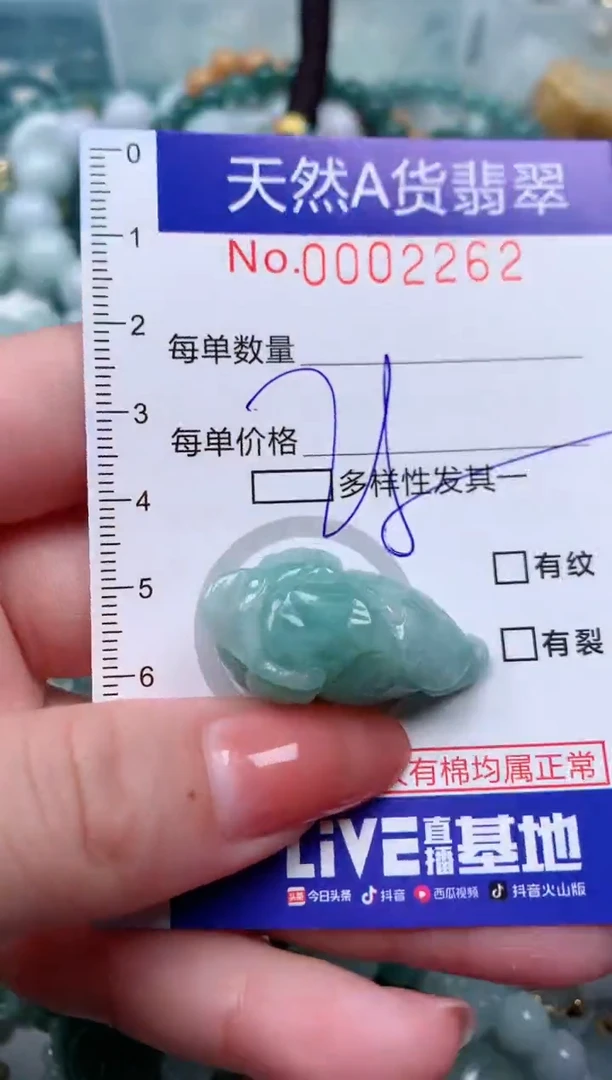 天然A货翡翠
No.0002262
0
1
2
3
4
5
6
每单数量
每单价格
多样性发其一
有纹
有裂
有棉均属正常
LiVE直播基地
头条 今日头条 抖音 西瓜视频 抖音火山版